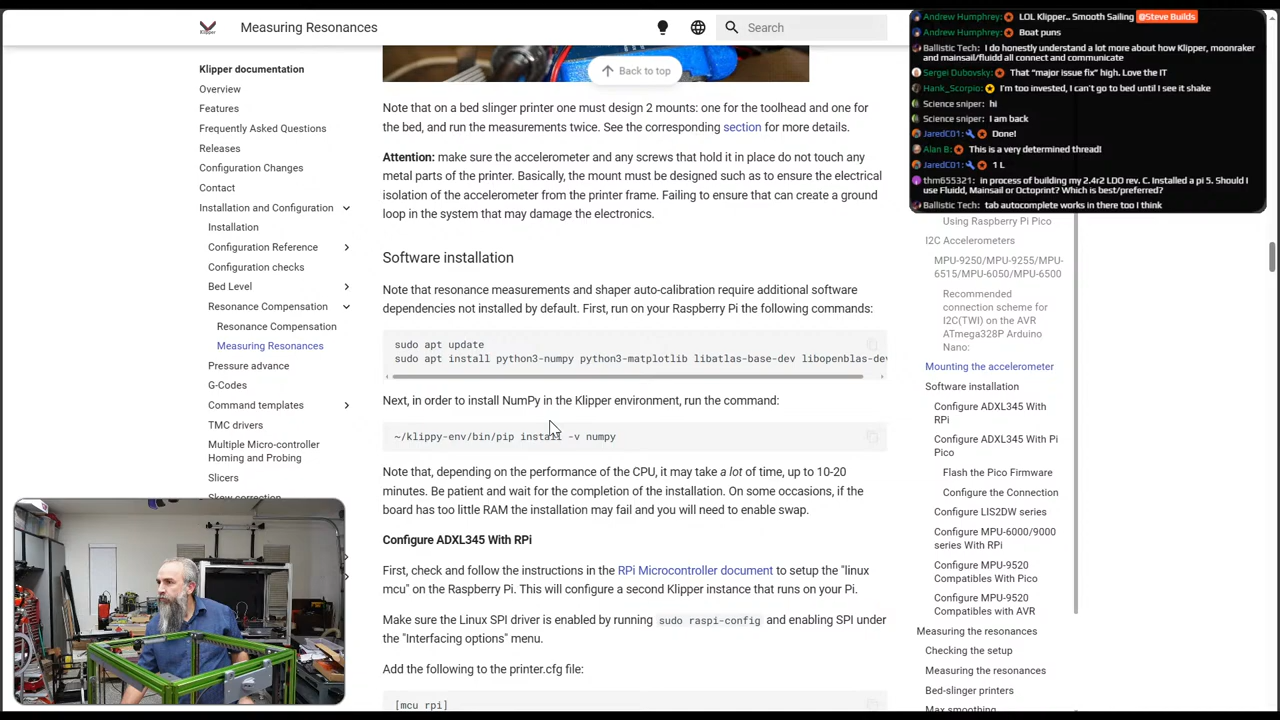 Klipper
Measuring Resonances
Search
Back to top
Klipper documentation
Overview
Features
Frequently Asked Questions
Releases
Configuration Changes
Contact
Installation and Configuration
Installation
Configuration Reference
Configuration checks
Bed Level
Resonance Compensation
Resonance Compensation
Measuring Resonances
Pressure advance
G-Codes
Command templates
TMC drivers
Multiple Micro-controller
Homing and Probing
Slicers
Skew correction
Note that on a bed slinger printer one must design 2 mounts: one for the toolhead and one for
the bed, and run the measurements twice. See the corresponding section for more details.
Attention: make sure the accelerometer and any screws that hold it in place do not touch any
metal parts of the printer. Basically, the mount must be designed such as to ensure the electrical
isolation of the accelerometer from the printer frame. Failing to ensure that can create a ground
loop in the system that may damage the electronics.
Software installation
Note that resonance measurements and shaper auto-calibration require additional software
dependencies not installed by default. First, run on your Raspberry Pi the following commands:
sudo apt update
sudo apt install python3-numpy python3-matplotlib libatlas-base-dev libopenblas-dev
Next, in order to install NumPy in the Klipper environment, run the command:
~/klippy-env/bin/pip install -v numpy
Note that, depending on the performance of the CPU, it may take a lot of time, up to 10-20
minutes. Be patient and wait for the completion of the installation. On some occasions, if the
board has too little RAM the installation may fail and you will need to enable swap.
Configure ADXL345 With RPi
First, check and follow the instructions in the RPi Microcontroller document to setup the "linux
mcu" on the Raspberry Pi. This will configure a second Klipper instance that runs on your Pi.
Make sure the Linux SPI driver is enabled by running sudo raspi-config and enabling SPI under
the "Interfacing options" menu.
Add the following to the printer.cfg file:
[mcu rpi]
Andrew Humphrey: LOL Klipper.. Smooth Sailing @Steve Builds
Andrew Humphrey: Boat puns
Ballistic Tech: I do honestly understand a lot more about how Klipper, moonraker
and mainsail/fluidd all connect and communicate
Sergei Dubovsky: That "major issue fix" high. Love the IT
Hank_Scorpio: I'm too invested, I can't go to bed until I see it shake
Science sniper: hi
Science sniper: I am back
JaredC01: Done!
Alan B: This is a very determined thread!
JaredC01: 1 L
thm655321: in process of building my 2.4r2 LDO rev. C. Installed a pi 5. Should I
use Fluidd, Mainsail or Octoprint? Which is best/preferred?
Ballistic Tech: tab autocomplete works in there too I think
Using Raspberry Pi Pico
I2C Accelerometers
MPU-9250/MPU-9255/MPU-
6515/MPU-6050/MPU-6500
Recommended
connection scheme for
I2C(TWI) on the AVR
ATmega328P Arduino
Nano:
Mounting the accelerometer
Software installation
Configure ADXL345 With
RPi
Configure ADXL345 With Pi
Pico
Flash the Pico Firmware
Configure the Connection
Configure LIS2DW series
Configure MPU-6000/9000
series With RPi
Configure MPU-9520
Compatibles With Pico
Configure MPU-9520
Compatibles with AVR
Measuring the resonances
Checking the setup
Measuring the resonances
Bed-slinger printers
Max smoothing